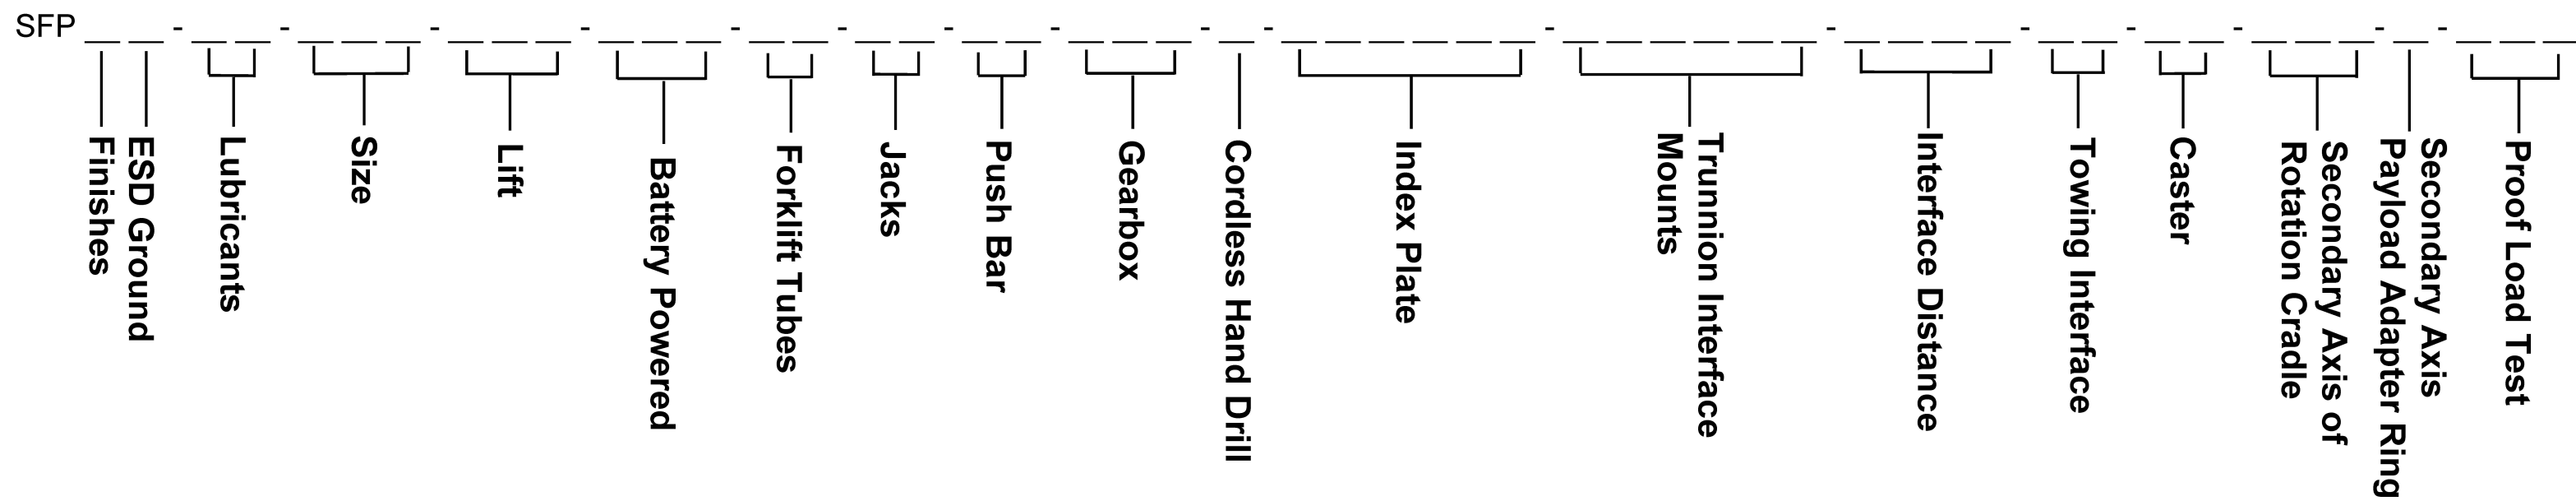 SFP _ _ - _ _ - _ _ _ - _ _ _ - _ _ _ - _ _ - _ _ - _ _ - _ _ _ - _ - _ _ _ _ _ _ - _ _ _ _ _ _ - _ _ _ _ - _ _ - _ _ - _ _ _ - _ - _ _ _
Finishes
ESD Ground
Lubricants
Size
Lift
Battery Powered
Forklift Tubes
Jacks
Push Bar
Gearbox
Cordless Hand Drill
Index Plate
Trunnion Interface
Mounts
Interface Distance
Towing Interface
Caster
Secondary Axis of
Rotation Cradle
Secondary Axis
Payload Adapter Ring
Proof Load Test